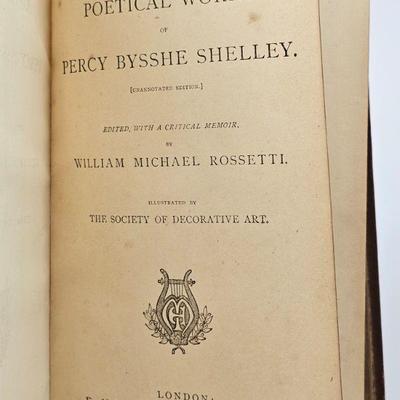 POETICAL
OF
PERCY BYSSHE SHELLEY.
[UNANNOTATED EDITION.]
EDITED, WITH A CRITICAL MEMOIR,
BY
WILLIAM MICHAEL ROSSETTI.
ILLUSTRATED BY
THE SOCIETY OF DECORATIVE ART.
LONDON: